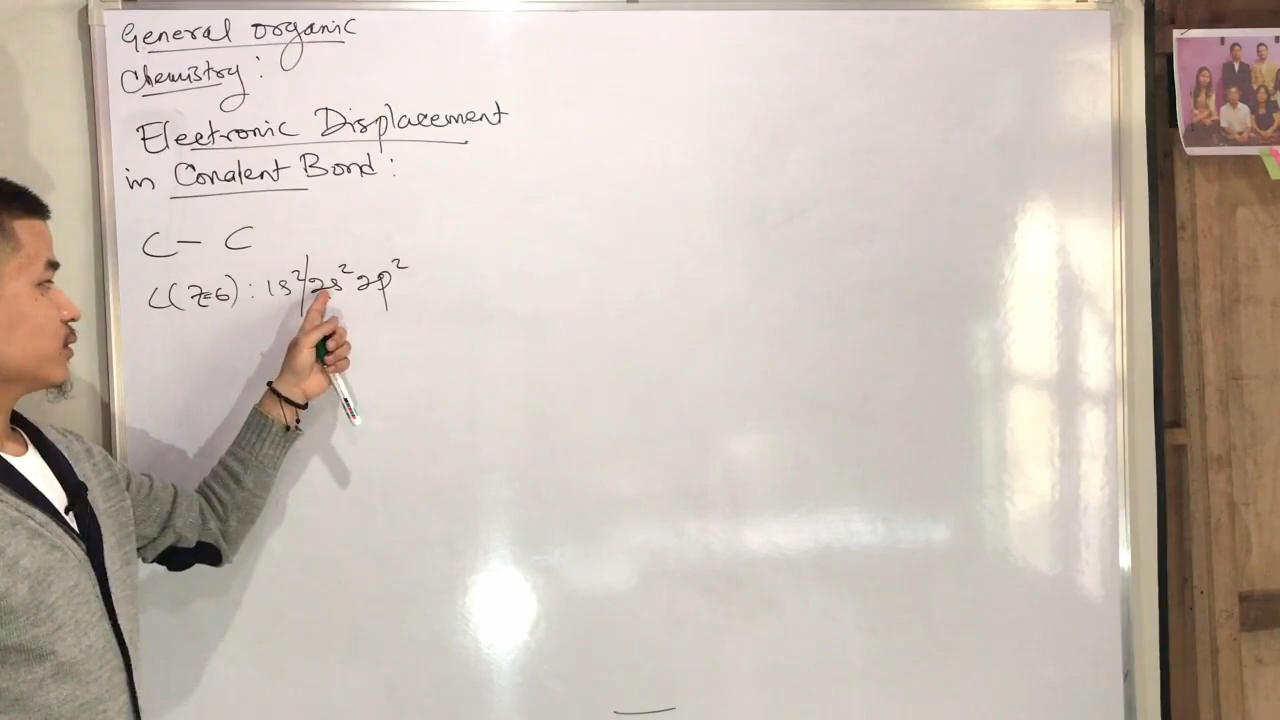 General organic
Chemistry:
Electronic Displacement
in Covalent Bond:
C - C
C(Z=6): 1s²/2s² 2p²